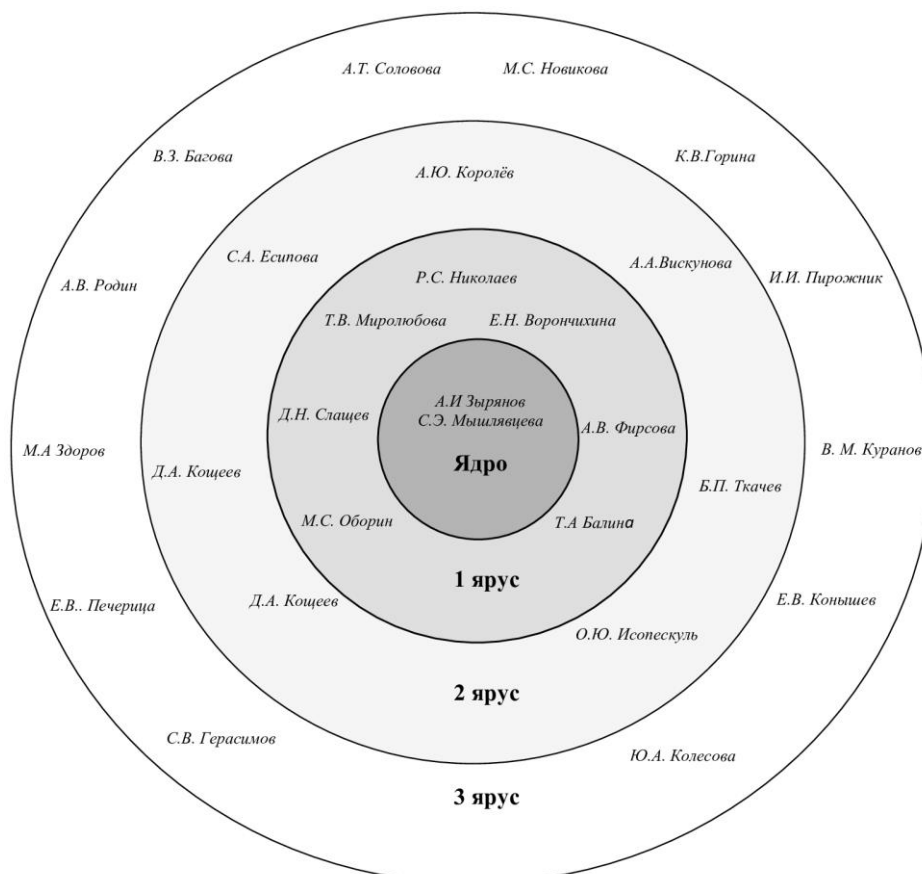 А.Т. Соловова
М.С. Новикова
В.З. Багова
К.В.Горина
А.Ю. Королёв
С.А. Есипова
А.А.Вискунова
Р.С. Николаев
И.И. Пирожник
А.В. Родин
Т.В. Миролюбова
Е.Н. Ворончихина
А.И Зырянов
С.Э. Мышлявцева
Д.Н. Слащев
А.В. Фирсова
М.А Здоров
В. М. Куранов
Ядро
Д.А. Кощеев
Б.П. Ткачев
М.С. Оборин
Т.А Балина
1 ярус
Е.В.. Печерица
Д.А. Кощеев
Е.В. Конышев
О.Ю. Исопескуль
2 ярус
С.В. Герасимов
Ю.А. Колесова
3 ярус